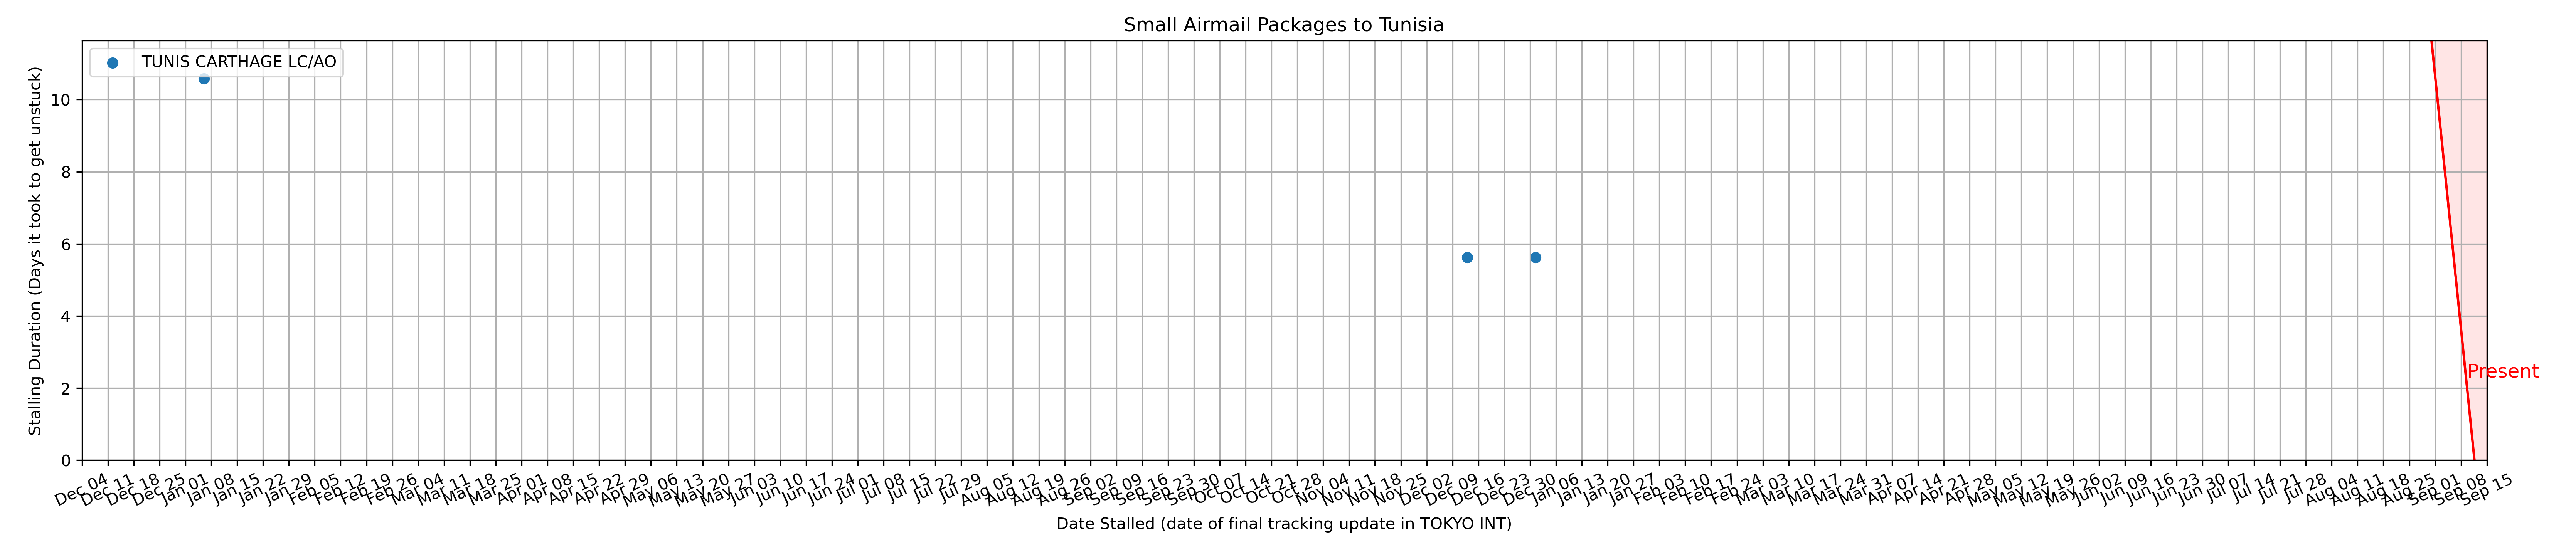 Small Airmail Packages to Tunisia
TUNIS CARTHAGE LC/AO
Stalling Duration (Days it took to get unstuck)
10
8
6
4
2
0
Present
Dec 04
Dec 11
Dec 18
Dec 25
Jan 01
Jan 08
Jan 15
Jan 22
Jan 29
Feb 05
Feb 12
Feb 19
Feb 26
Mar 04
Mar 11
Mar 18
Mar 25
Apr 01
Apr 08
Apr 15
Apr 22
Apr 29
May 06
May 13
May 20
May 27
Jun 03
Jun 10
Jun 17
Jun 24
Jul 01
Jul 08
Jul 15
Jul 22
Jul 29
Aug 05
Aug 12
Aug 19
Aug 26
Sep 02
Sep 09
Sep 16
Sep 23
Sep 30
Oct 07
Oct 14
Oct 21
Oct 28
Nov 04
Nov 11
Nov 18
Nov 25
Dec 02
Dec 09
Dec 16
Dec 23
Dec 30
Jan 06
Jan 13
Jan 20
Jan 27
Feb 03
Feb 10
Feb 17
Feb 24
Mar 03
Mar 10
Mar 17
Mar 24
Mar 31
Apr 07
Apr 14
Apr 21
Apr 28
May 05
May 12
May 19
May 26
Jun 02
Jun 09
Jun 16
Jun 23
Jun 30
Jul 07
Jul 14
Jul 21
Jul 28
Aug 04
Aug 11
Aug 18
Aug 25
Sep 01
Sep 08
Sep 15
Date Stalled (date of final tracking update in TOKYO INT)